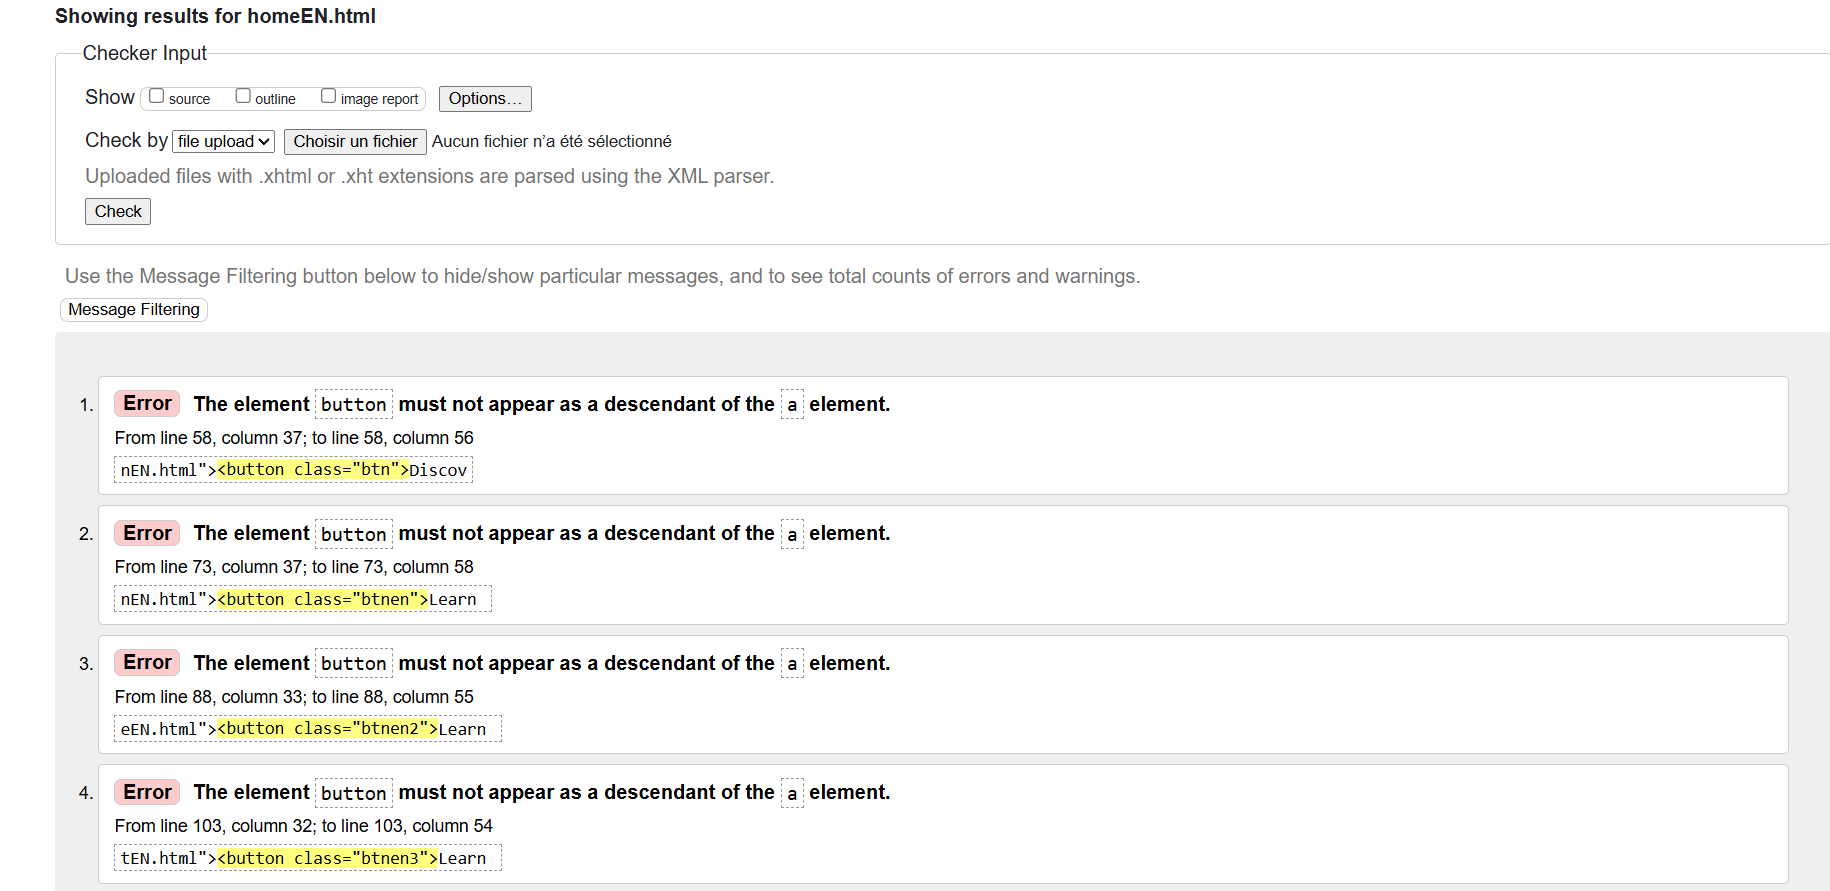 Showing results for homeEN.html
Checker Input
Show source outline image report Options...
Check by file upload Choisir un fichier Aucun fichier n’a été sélectionné
Uploaded files with .xhtml or .xht extensions are parsed using the XML parser.
Check
Use the Message Filtering button below to hide/show particular messages, and to see total counts of errors and warnings.
Message Filtering
1. Error The element button must not appear as a descendant of the a element.
From line 58, column 37; to line 58, column 56
nEN.html"><button class="btn">Discov
2. Error The element button must not appear as a descendant of the a element.
From line 73, column 37; to line 73, column 58
nEN.html"><button class="btnen">Learn
3. Error The element button must not appear as a descendant of the a element.
From line 88, column 33; to line 88, column 55
eEN.html"><button class="btnen2">Learn
4. Error The element button must not appear as a descendant of the a element.
From line 103, column 32; to line 103, column 54
tEN.html"><button class="btnen3">Learn